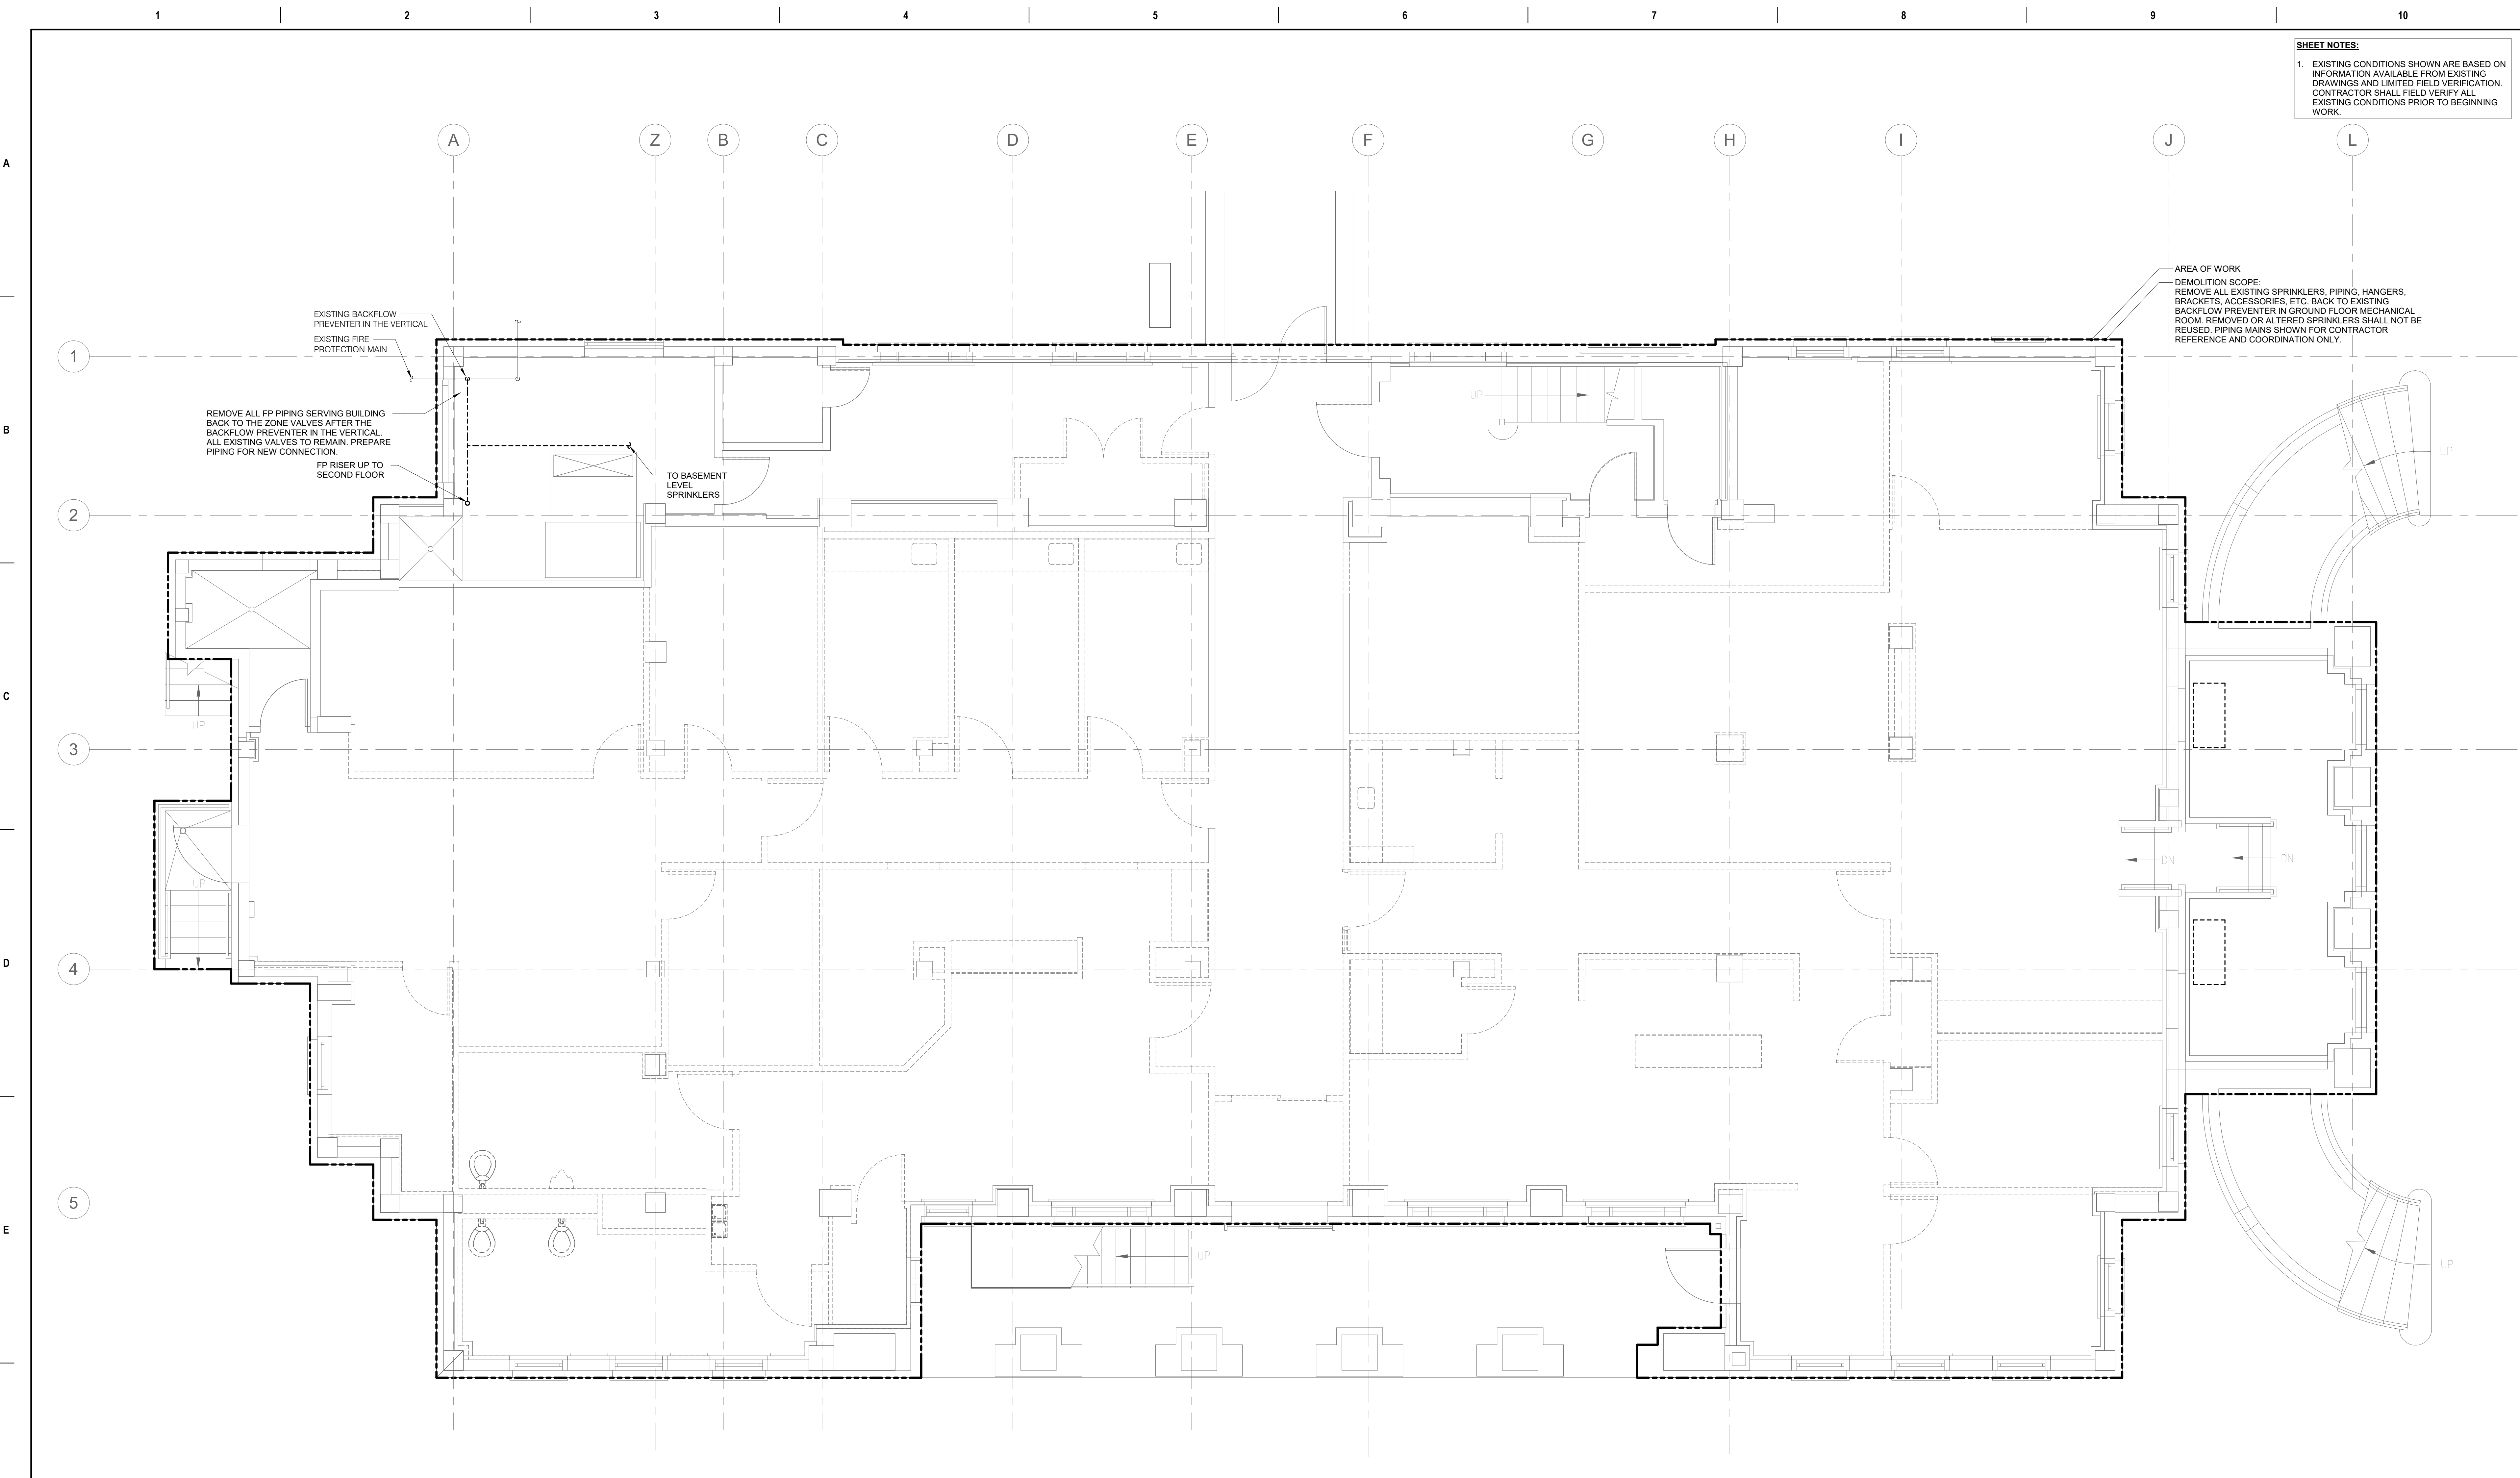 1 2 3 4 5 6 7 8 9 10
SHEET NOTES:
1. EXISTING CONDITIONS SHOWN ARE BASED ON
INFORMATION AVAILABLE FROM EXISTING
DRAWINGS AND LIMITED FIELD VERIFICATION.
CONTRACTOR SHALL FIELD VERIFY ALL
EXISTING CONDITIONS PRIOR TO BEGINNING
WORK.
A Z B C D E F G H I J L
A
AREA OF WORK
DEMOLITION SCOPE:
REMOVE ALL EXISTING SPRINKLERS, PIPING, HANGERS,
BRACKETS, ACCESSORIES, ETC. BACK TO EXISTING
BACKFLOW PREVENTER IN GROUND FLOOR MECHANICAL
ROOM. REMOVED OR ALTERED SPRINKLERS SHALL NOT BE
REUSED. PIPING MAINS SHOWN FOR CONTRACTOR
REFERENCE AND COORDINATION ONLY.
EXISTING BACKFLOW
PREVENTER IN THE VERTICAL
EXISTING FIRE
PROTECTION MAIN
1
UP
REMOVE ALL FP PIPING SERVING BUILDING
BACK TO THE ZONE VALVES AFTER THE
BACKFLOW PREVENTER IN THE VERTICAL.
ALL EXISTING VALVES TO REMAIN. PREPARE
PIPING FOR NEW CONNECTION.
B
UP
FP RISER UP TO
SECOND FLOOR
TO BASEMENT
LEVEL
SPRINKLERS
2
C
UP
3
DN
DN
UP
D
4
5
E
UP
UP